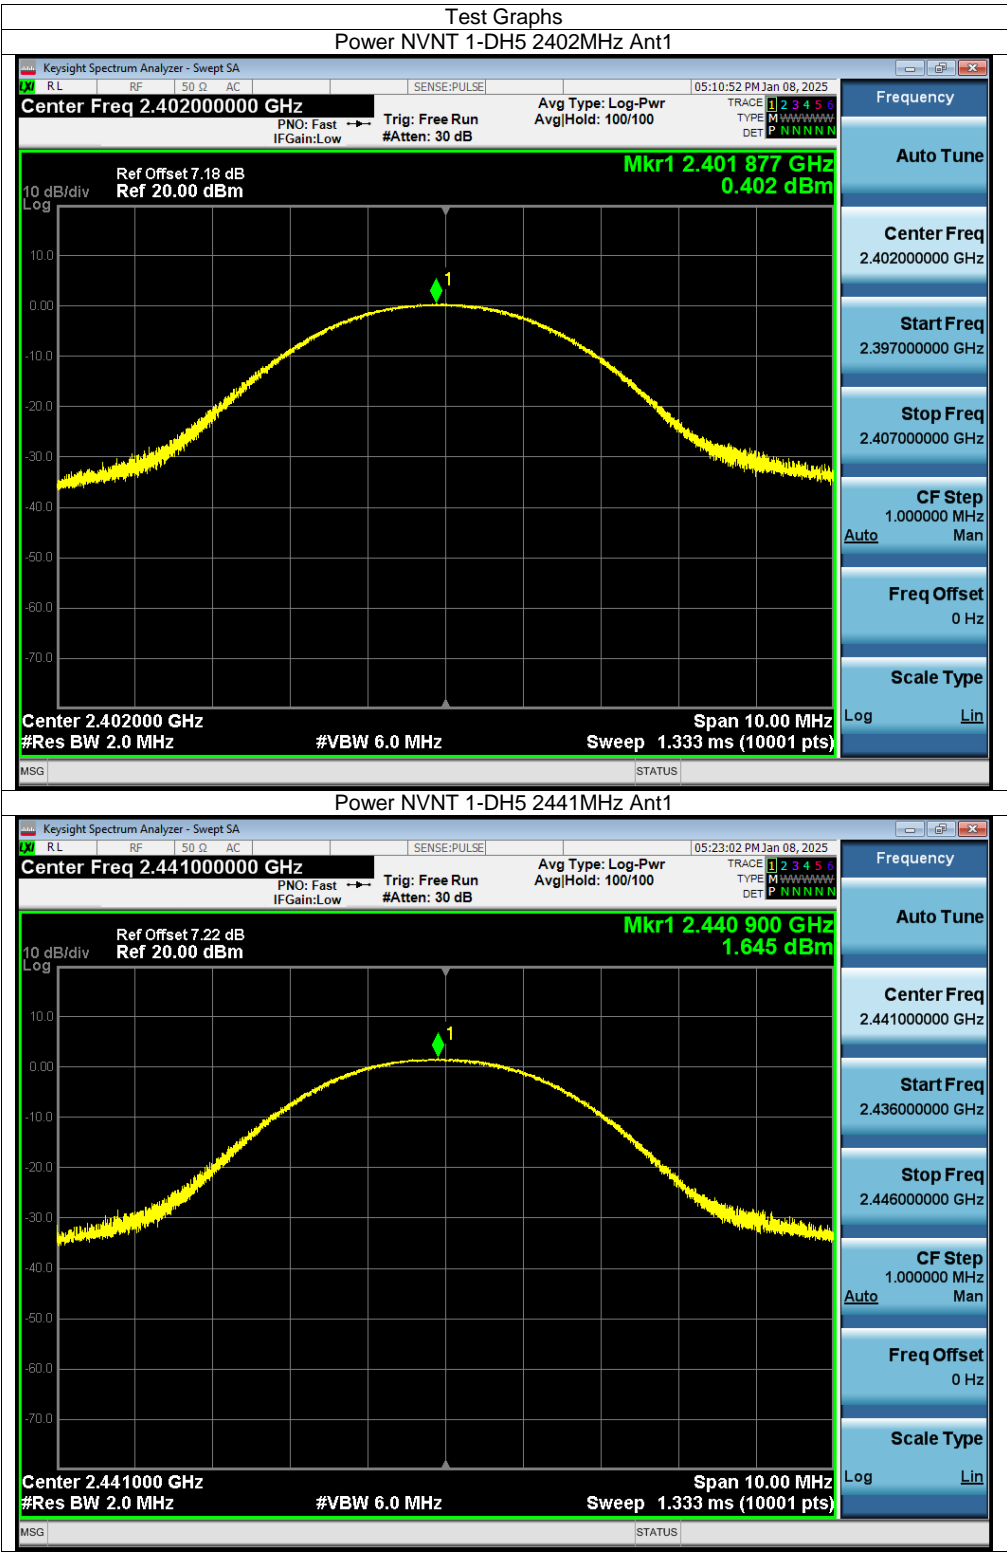 Test Graphs
Power NVNT 1-DH5 2402MHz Ant1
Keysight Spectrum Analyzer - Swept SA
LXI RL RF 50 Ω AC SENSE:PULSE 05:10:52 PM Jan 08, 2025
Center Freq 2.402000000 GHz
PNO: Fast
IFGain:Low
Trig: Free Run
#Atten: 30 dB
Avg Type: Log-Pwr
Avg|Hold: 100/100
TRACE 1 2 3 4 5 6
TYPE M WWWWW
DET P N N N N N
Ref Offset 7.18 dB
10 dB/div Ref 20.00 dBm
Log
Mkr1 2.401 877 GHz
0.402 dBm
1
10.0
0.00
-10.0
-20.0
-30.0
-40.0
-50.0
-60.0
-70.0
Center 2.402000 GHz
#Res BW 2.0 MHz
#VBW 6.0 MHz
Span 10.00 MHz
Sweep 1.333 ms (10001 pts)
MSG
STATUS
Frequency
Auto Tune
Center Freq
2.402000000 GHz
Start Freq
2.397000000 GHz
Stop Freq
2.407000000 GHz
CF Step
1.000000 MHz
Auto Man
Freq Offset
0 Hz
Scale Type
Log Lin
Power NVNT 1-DH5 2441MHz Ant1
Keysight Spectrum Analyzer - Swept SA
LXI RL RF 50 Ω AC SENSE:PULSE 05:23:02 PM Jan 08, 2025
Center Freq 2.441000000 GHz
PNO: Fast
IFGain:Low
Trig: Free Run
#Atten: 30 dB
Avg Type: Log-Pwr
Avg|Hold: 100/100
TRACE 1 2 3 4 5 6
TYPE M WWWWW
DET P N N N N N
Ref Offset 7.22 dB
10 dB/div Ref 20.00 dBm
Log
Mkr1 2.440 900 GHz
1.645 dBm
1
10.0
0.00
-10.0
-20.0
-30.0
-40.0
-50.0
-60.0
-70.0
Center 2.441000 GHz
#Res BW 2.0 MHz
#VBW 6.0 MHz
Span 10.00 MHz
Sweep 1.333 ms (10001 pts)
MSG
STATUS
Frequency
Auto Tune
Center Freq
2.441000000 GHz
Start Freq
2.436000000 GHz
Stop Freq
2.446000000 GHz
CF Step
1.000000 MHz
Auto Man
Freq Offset
0 Hz
Scale Type
Log Lin